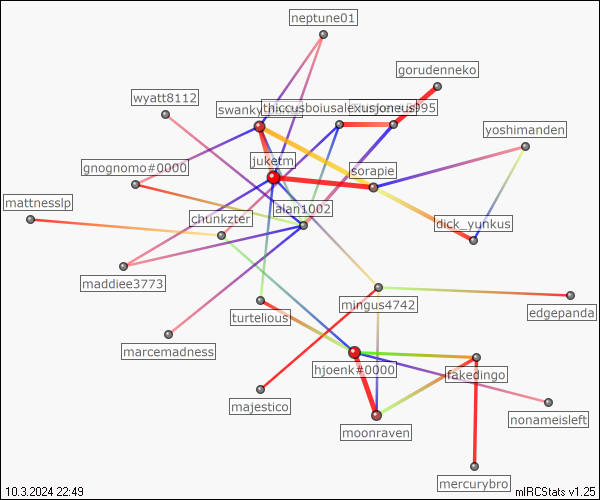 neptune01
gorudenneko
wyatt8112
swanky
thiccusboiusalexusjoneus
995
yoshimanden
juketm
sorapie
gnognomo#0000
mattnesslp
chunkzter
alan1002
dick_yunkus
maddiee3773
mingus4742
edgepanda
turtelious
marcemadness
hjoenk#0000
fakedingo
majestico
nonameisleft
moonraven
mercurybro
10.3.2024 22:49
mIRCStats v1.25